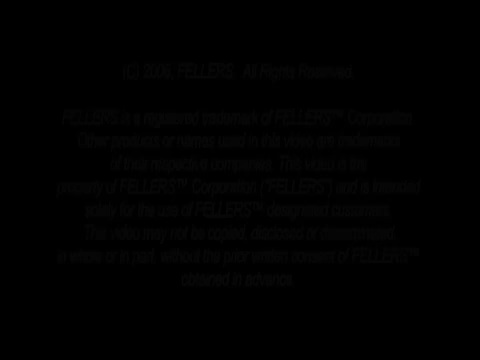 (C) 2006, FELLERS. All Rights Reserved.
FELLERS is a registered trademark of FELLERS™ Corporation.
Other products or names used in this video are trademarks
of their respective companies. This video is the
property of FELLERS™ Corporation ("FELLERS") and is intended
solely for the use of FELLERS™ designated customers.
This video may not be copied, disclosed or disseminated,
in whole or in part, without the prior written consent of FELLERS™
obtained in advance.